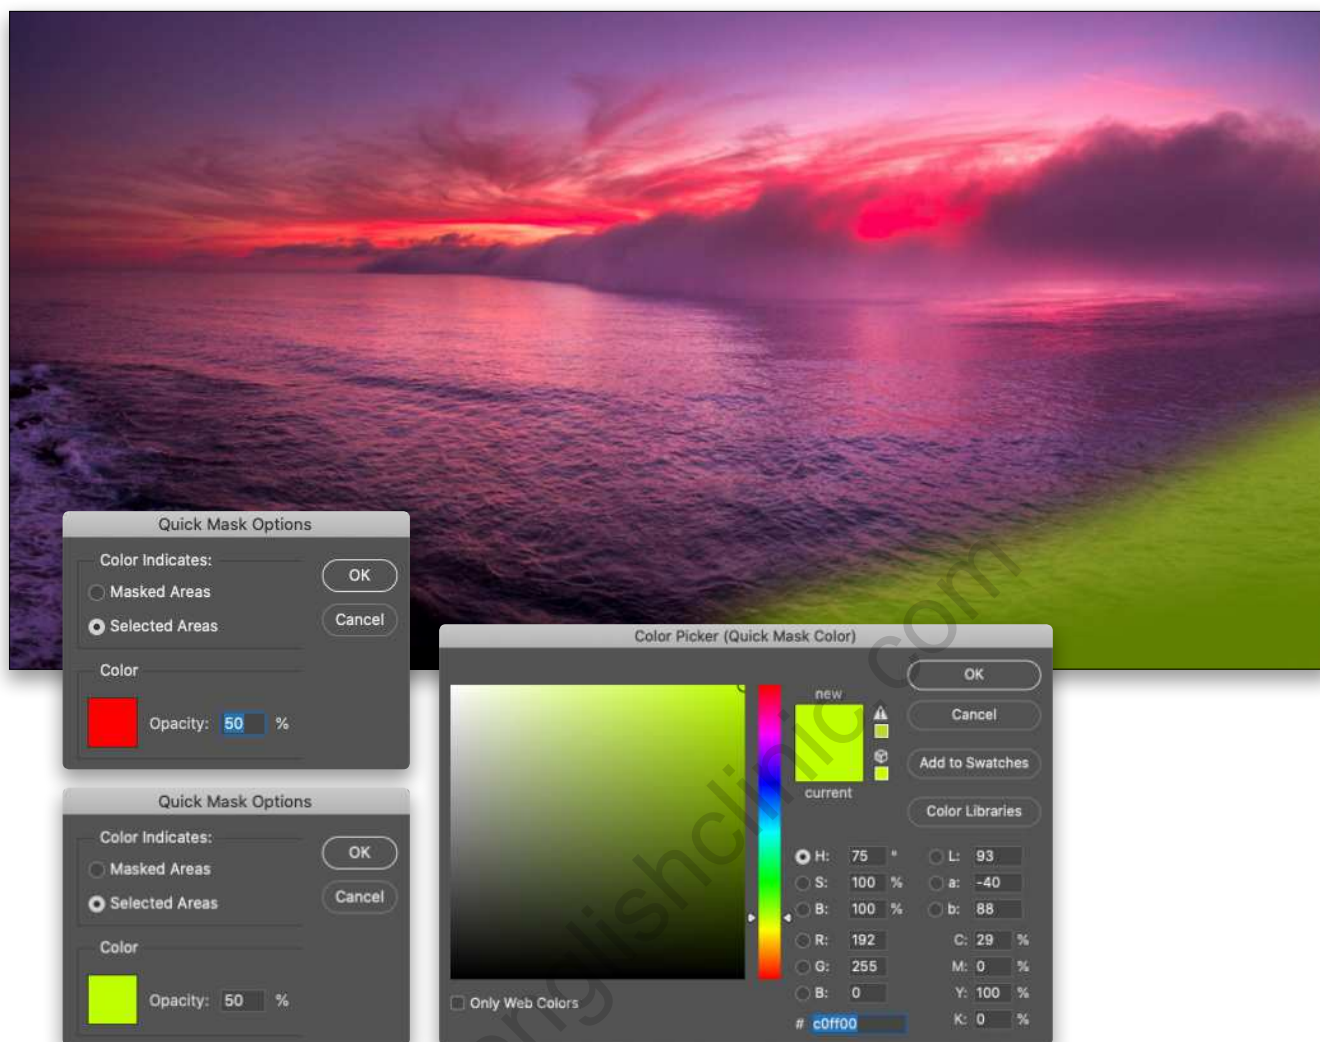 Quick Mask Options
Color Indicates:
Masked Areas
Selected Areas
OK
Cancel
Color
Opacity: 50 %
Quick Mask Options
Color Indicates:
Masked Areas
Selected Areas
OK
Cancel
Color
Opacity: 50 %
Color Picker (Quick Mask Color)
new
current
OK
Cancel
Add to Swatches
Color Libraries
H: 75 °
S: 100 %
B: 100 %
R: 192
G: 255
B: 0
# c0ff00
L: 93
a: -40
b: 88
C: 29 %
M: 0 %
Y: 100 %
K: 0 %
Only Web Colors
englishclinic.com